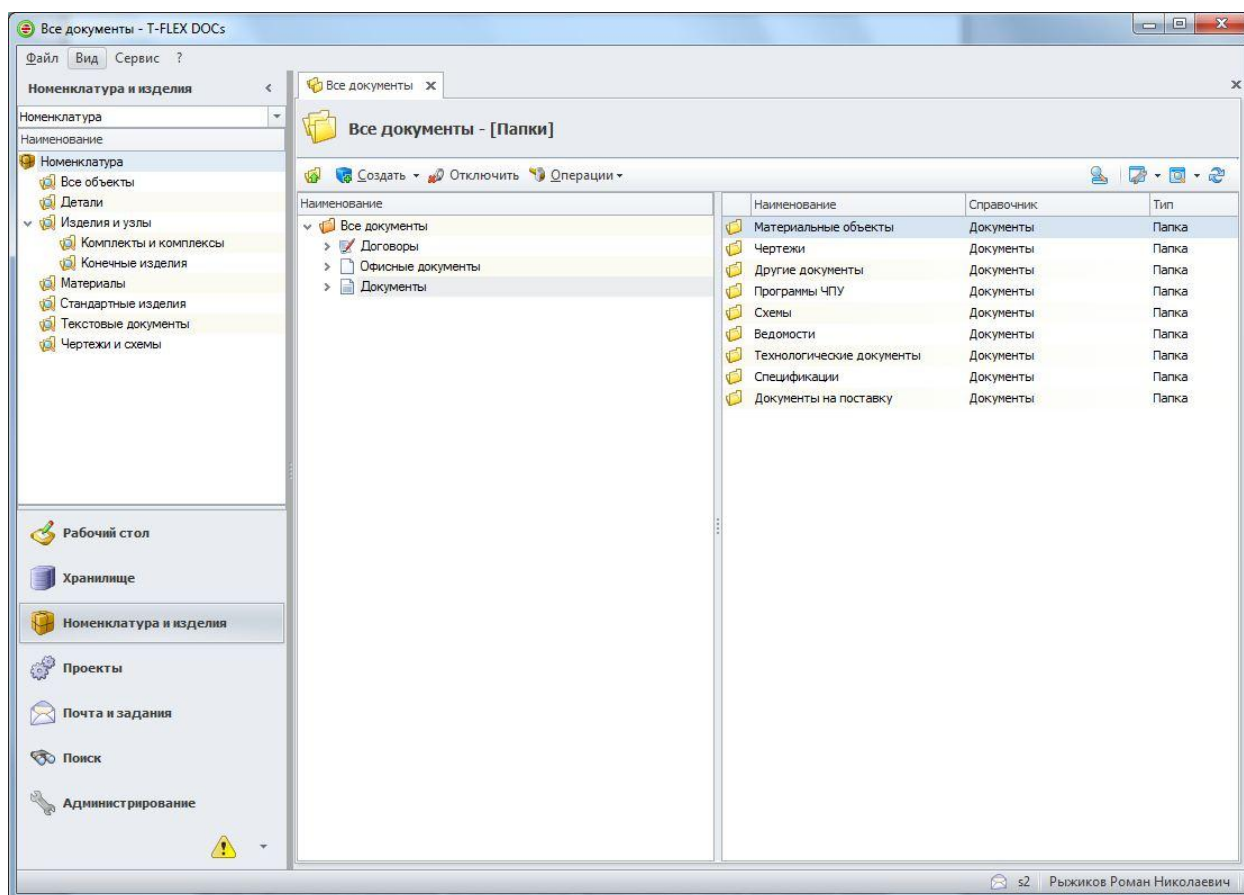 Все документы - T-FLEX DOCs
Файл Вид Сервис ?
Номенклатура и изделия <
Номенклатура
Наименование
Номенклатура
Все объекты
Детали
Изделия и узлы
Комплекты и комплексы
Конечные изделия
Материалы
Стандартные изделия
Текстовые документы
Чертежи и схемы
Рабочий стол
Хранилище
Номенклатура и изделия
Проекты
Почта и задания
Поиск
Администрирование
Все документы
Все документы - [Папки]
Создать Отключить Операции
Наименование
Все документы
Договоры
Офисные документы
Документы
Наименование Справочник Тип
Материальные объекты Документы Папка
Чертежи Документы Папка
Другие документы Документы Папка
Программы ЧПУ Документы Папка
Схемы Документы Папка
Ведомости Документы Папка
Технологические документы Документы Папка
Спецификации Документы Папка
Документы на поставку Документы Папка
s2 Рыжиков Роман Николаевич